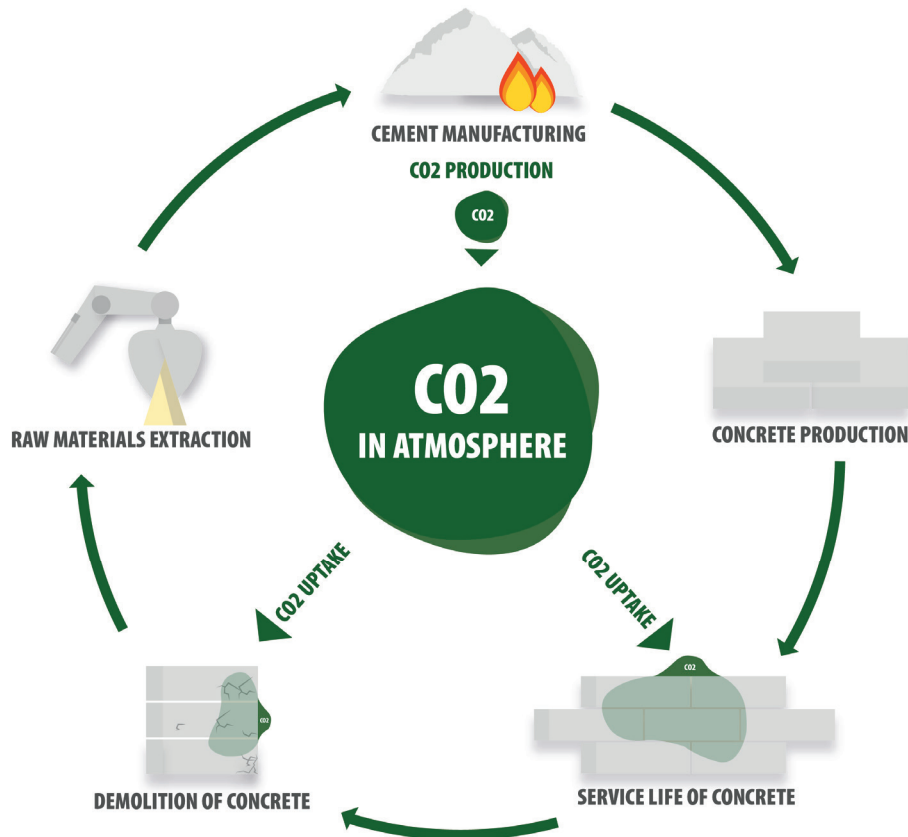 CEMENT MANUFACTURING
CO2 PRODUCTION
CO2
CO2
IN ATMOSPHERE
RAW MATERIALS EXTRACTION
CONCRETE PRODUCTION
CO2 UPTAKE
CO2 UPTAKE
CO2
CO2
DEMOLITION OF CONCRETE
SERVICE LIFE OF CONCRETE